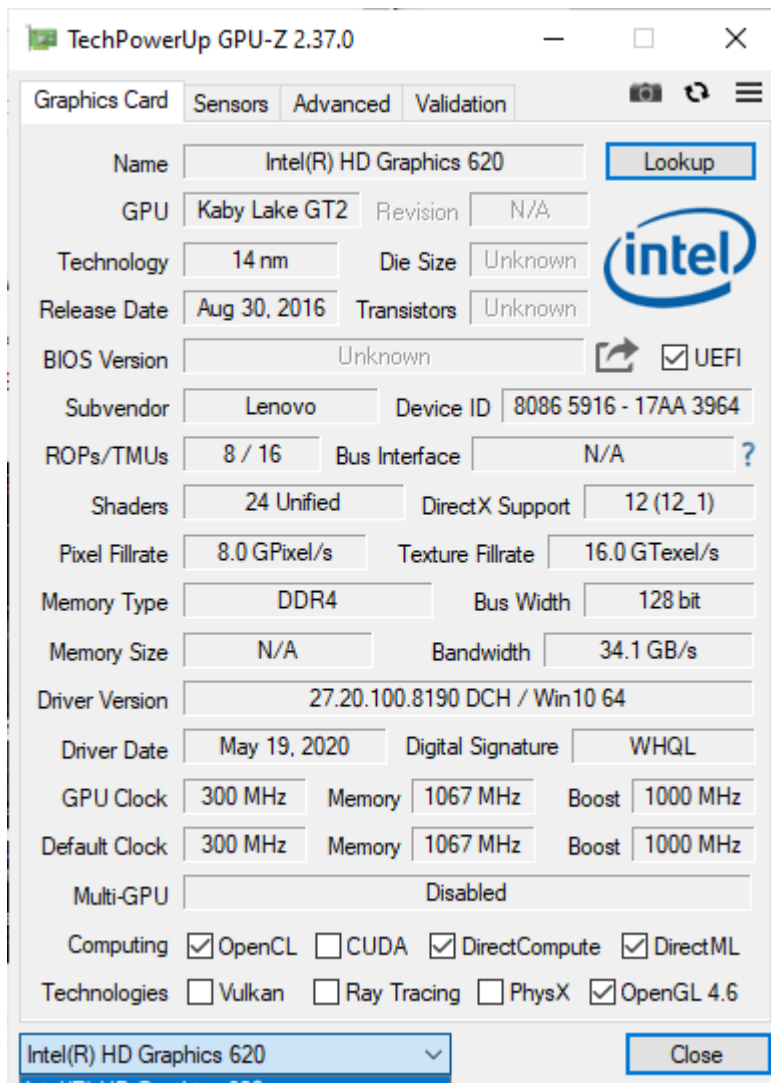 TechPowerUp GPU-Z 2.37.0
Graphics Card Sensors Advanced Validation
Name Intel(R) HD Graphics 620 Lookup
GPU Kaby Lake GT2 Revision N/A
intel
Technology 14 nm Die Size Unknown
Release Date Aug 30, 2016 Transistors Unknown
BIOS Version Unknown UEFI
Subvendor Lenovo Device ID 8086 5916 - 17AA 3964
ROPs/TMUs 8 / 16 Bus Interface N/A ?
Shaders 24 Unified DirectX Support 12 (12_1)
Pixel Fillrate 8.0 GPixel/s Texture Fillrate 16.0 GTexel/s
Memory Type DDR4 Bus Width 128 bit
Memory Size N/A Bandwidth 34.1 GB/s
Driver Version 27.20.100.8190 DCH / Win10 64
Driver Date May 19, 2020 Digital Signature WHQL
GPU Clock 300 MHz Memory 1067 MHz Boost 1000 MHz
Default Clock 300 MHz Memory 1067 MHz Boost 1000 MHz
Multi-GPU Disabled
Computing OpenCL CUDA DirectCompute DirectML
Technologies Vulkan Ray Tracing PhysX OpenGL 4.6
Intel(R) HD Graphics 620 Close